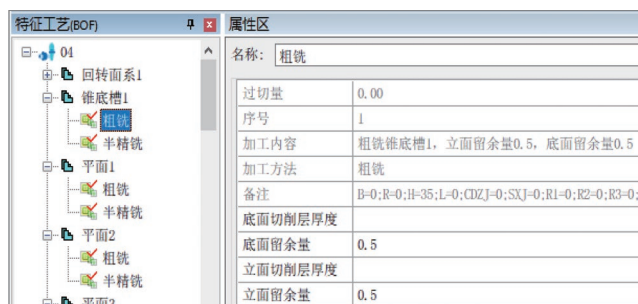 特征工艺(BOF)
04
回转面系1
锥底槽1
粗铣
半精铣
平面1
粗铣
半精铣
平面2
粗铣
半精铣
平面3
属性区
名称: 粗铣
过切量 0.00
序号 1
加工内容 粗铣锥底槽1, 立面留余量0.5, 底面留余量0.5
加工方法 粗铣
备注 B=0;R=0;H=35;L=0;CDZJ=0;SXJ=0;R1=0;R2=0;R3=0;
底面切削层厚度
底面留余量 0.5
立面切削层厚度
立面留余量 0.5